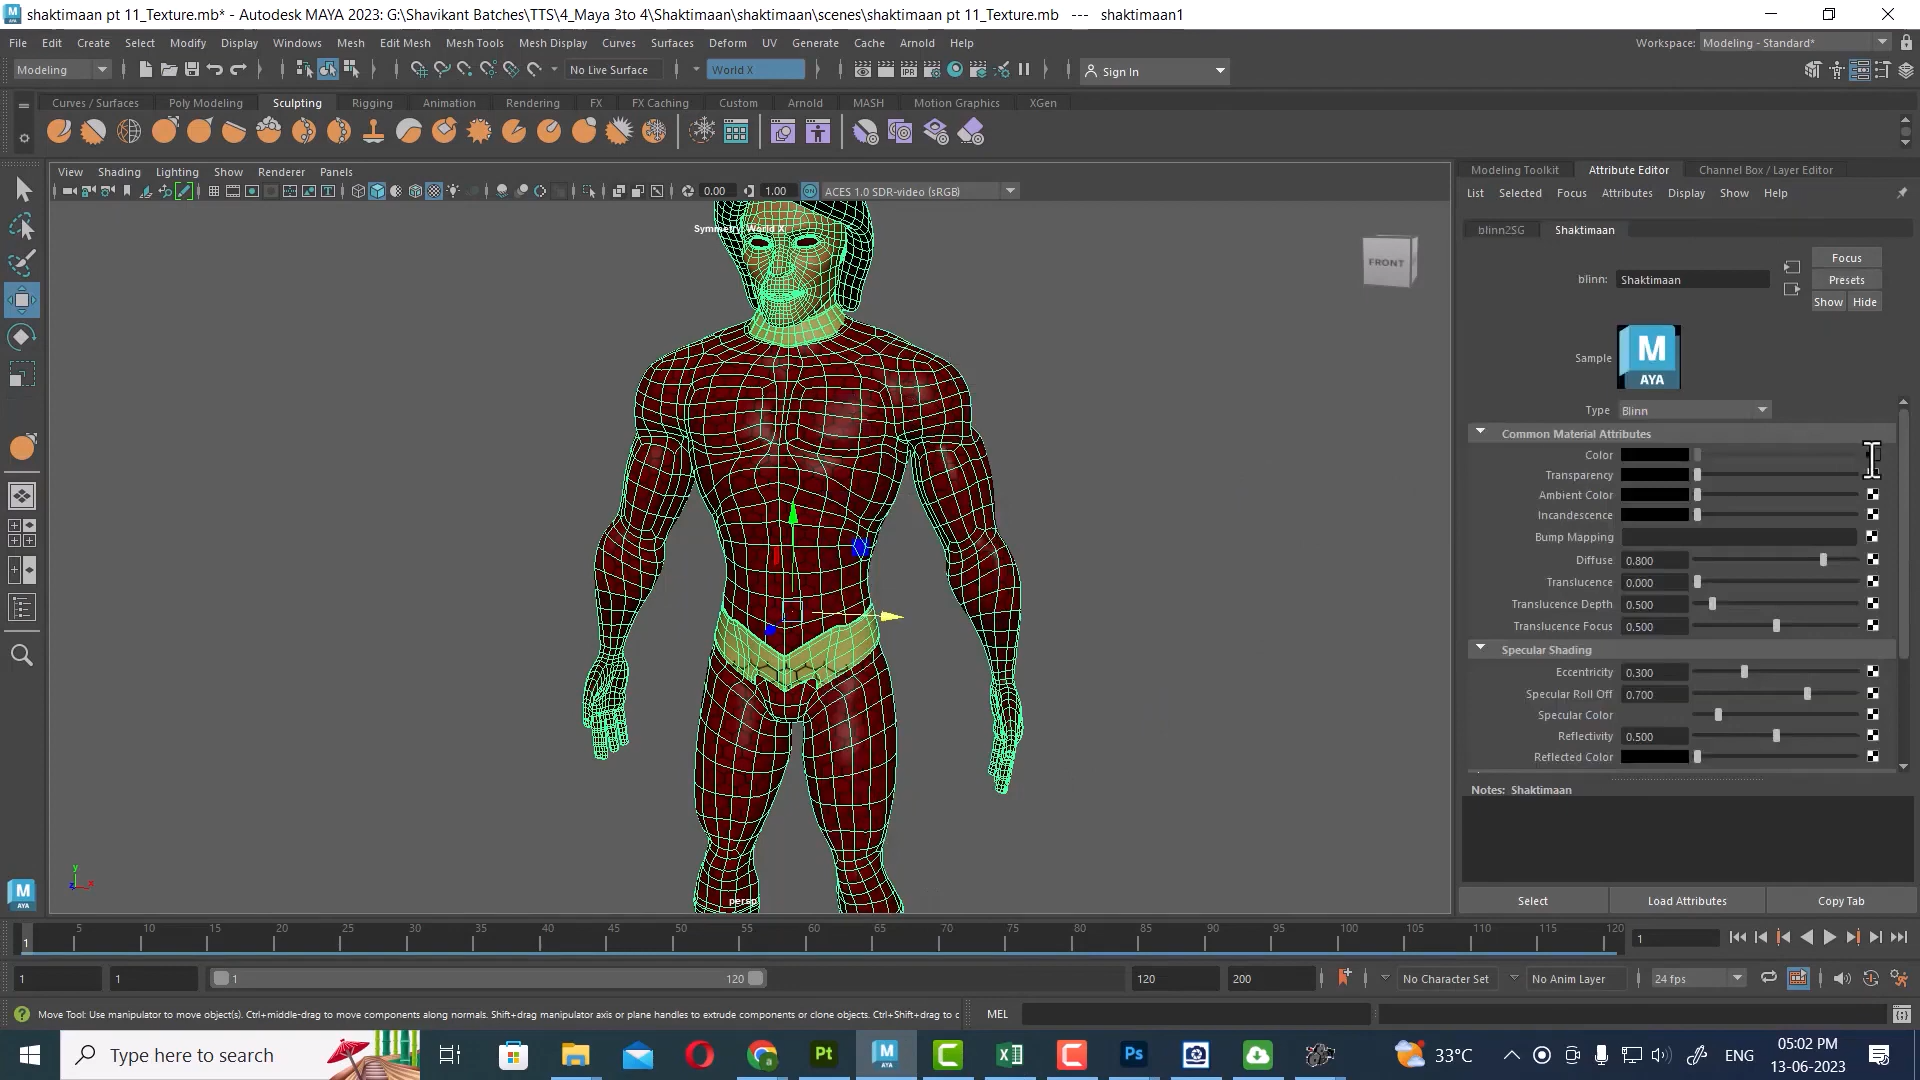 shaktimaan pt 11_Texture.mb* - Autodesk MAYA 2023: G:\Shavikant Batches\TTS\4_Maya 3to 4\Shaktimaan\shaktimaan\scenes\shaktimaan pt 11_Texture.mb --- shaktimaan1
File Edit Create Select Modify Display Windows Mesh Edit Mesh Mesh Tools Mesh Display Curves Surfaces Deform UV Generate Cache Arnold Help Workspace: Modeling - Standard*
Modeling No Live Surface World X Sign In
Curves / Surfaces Poly Modeling Sculpting Rigging Animation Rendering FX FX Caching Custom Arnold MASH Motion Graphics XGen
View Shading Lighting Show Renderer Panels
0.00 1.00 ACES 1.0 SDR-video (sRGB)
Symmetry: World X
FRONT
persp
Modeling Toolkit Attribute Editor Channel Box / Layer Editor
List Selected Focus Attributes Display Show Help
blinn2SG Shaktimaan
Focus
blinn: Shaktimaan Presets
Show Hide
Sample M AYA
Type Blinn
Common Material Attributes
Color
Transparency
Ambient Color
Incandescence
Bump Mapping
Diffuse 0.800
Translucence 0.000
Translucence Depth 0.500
Translucence Focus 0.500
Specular Shading
Eccentricity 0.300
Specular Roll Off 0.700
Specular Color
Reflectivity 0.500
Reflected Color
Notes: Shaktimaan
Select Load Attributes Copy Tab
M AYA
y
z x
1 5 10 15 20 25 30 35 40 45 50 55 60 65 70 75 80 85 90 95 100 105 110 115 120 1
1 1 1 120 120 200 No Character Set No Anim Layer 24 fps
Move Tool: Use manipulator to move object(s). Ctrl+middle-drag to move components along normals. Shift+drag manipulator axis or plane handles to extrude components or clone objects. Ctrl+Shift+drag to c MEL
Type here to search Pt M AYA Ps 33°C ENG 05:02 PM
13-06-2023